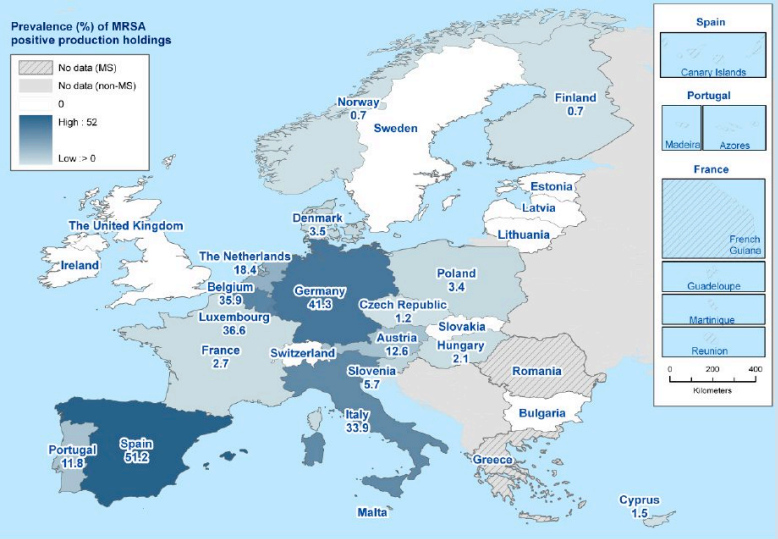 Prevalence (%) of MRSA
positive production holdings
No data (MS)
No data (non-MS)
0
High : 52
Low :> 0
Norway
0.7
Sweden
Finland
0.7
Estonia
Latvia
Lithuania
The United Kingdom
Ireland
Denmark
3.5
The Netherlands
18.4
Belgium
35.9
Luxembourg
36.6
Germany
41.3
Poland
3.4
Czech Republic
1.2
Slovakia
Austria
12.6
Hungary
2.1
France
2.7
Switzerland
Slovenia
5.7
Romania
Bulgaria
Italy
33.9
Portugal
11.8
Spain
51.2
Greece
Malta
Cyprus
1.5
Spain
Canary Islands
Portugal
Madeira
Azores
France
French
Guiana
Guadeloupe
Martinique
Reunion
0 200 400
Kilometers